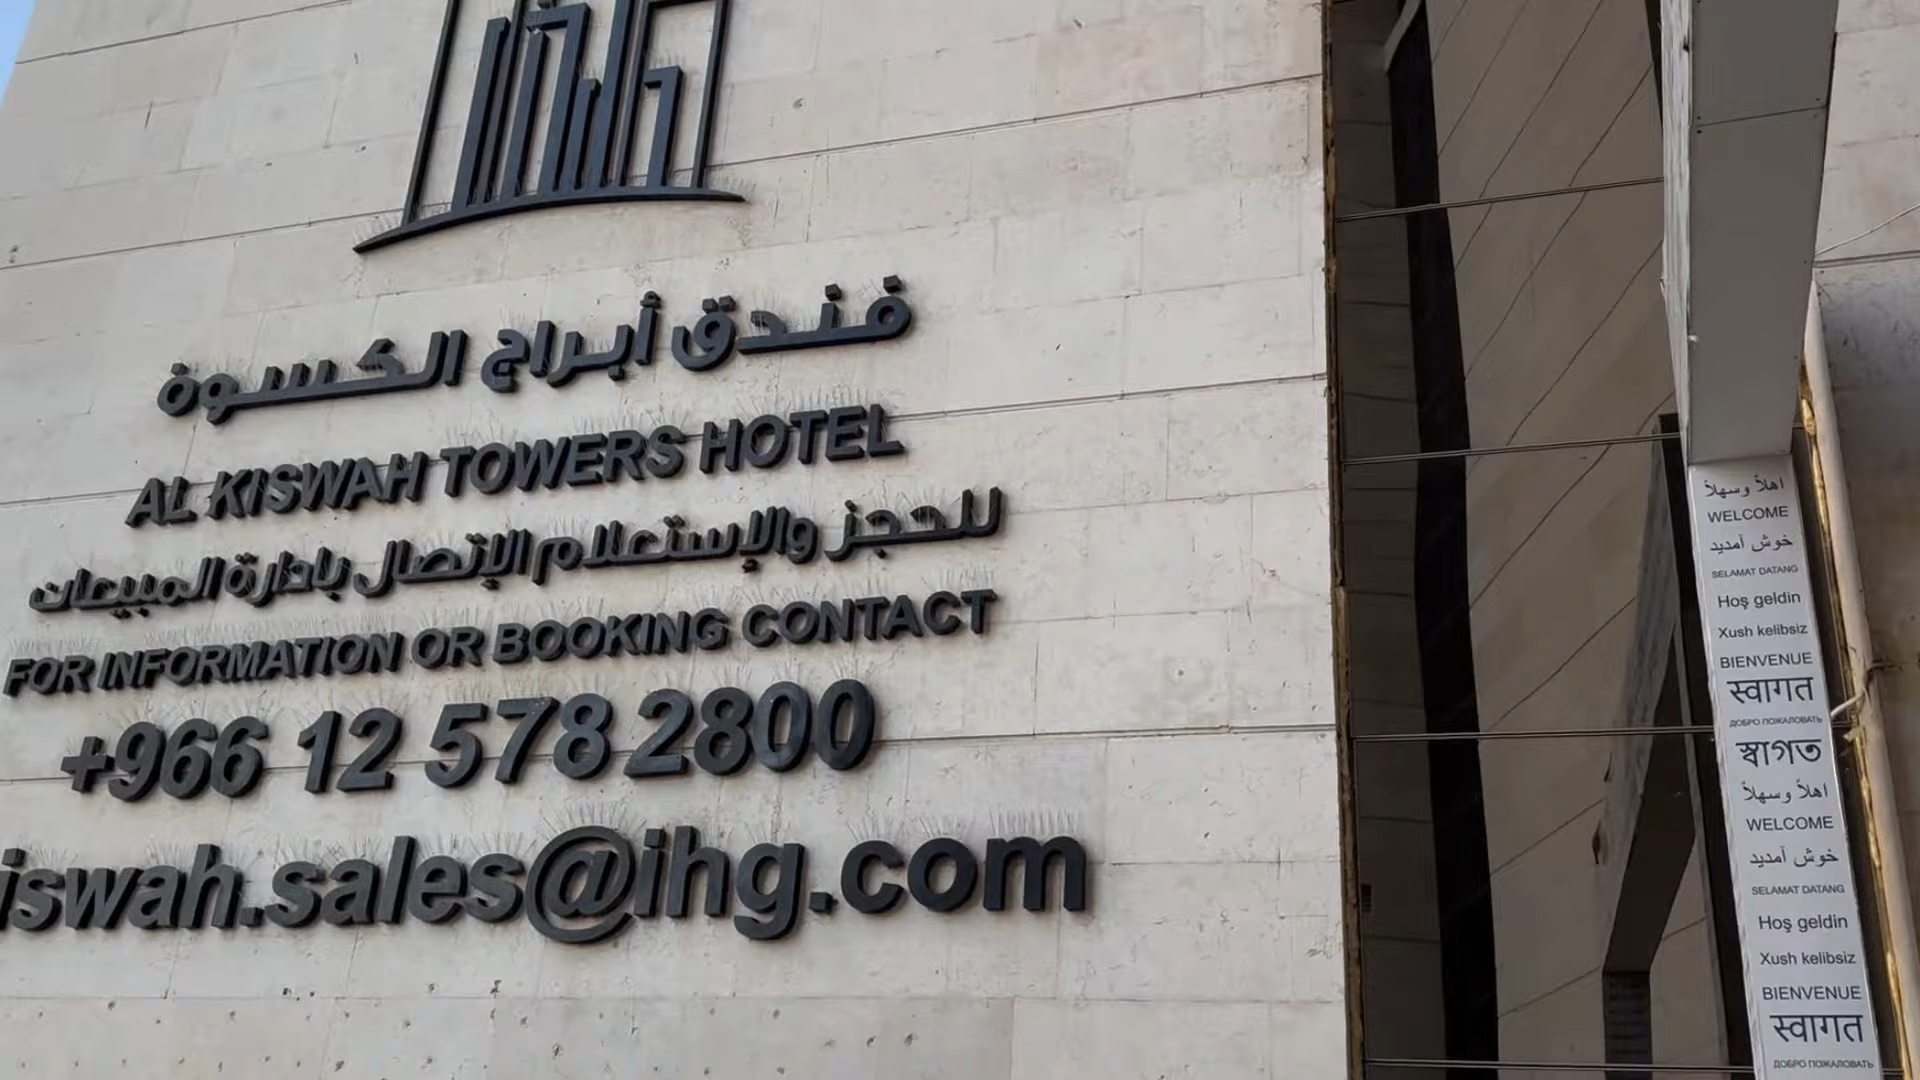 فندق أبراج الكسوة
AL KISWAH TOWERS HOTEL
للحجز والإستعلام الإتصال بادارة المبيعات
FOR INFORMATION OR BOOKING CONTACT
+966 12 578 2800
iswah.sales@ihg.com
اهلاً وسهلاً
WELCOME
خوش آمدید
SELAMAT DATANG
Hoş geldin
Xush kelibsiz
BIENVENUE
स्वागत
ДОБРО ПОЖАЛОВАТЬ
স্বাগত
اهلاً وسهلاً
WELCOME
خوش آمدید
SELAMAT DATANG
Hoş geldin
Xush kelibsiz
BIENVENUE
स्वागत
ДОБРО ПОЖАЛОВАТЬ